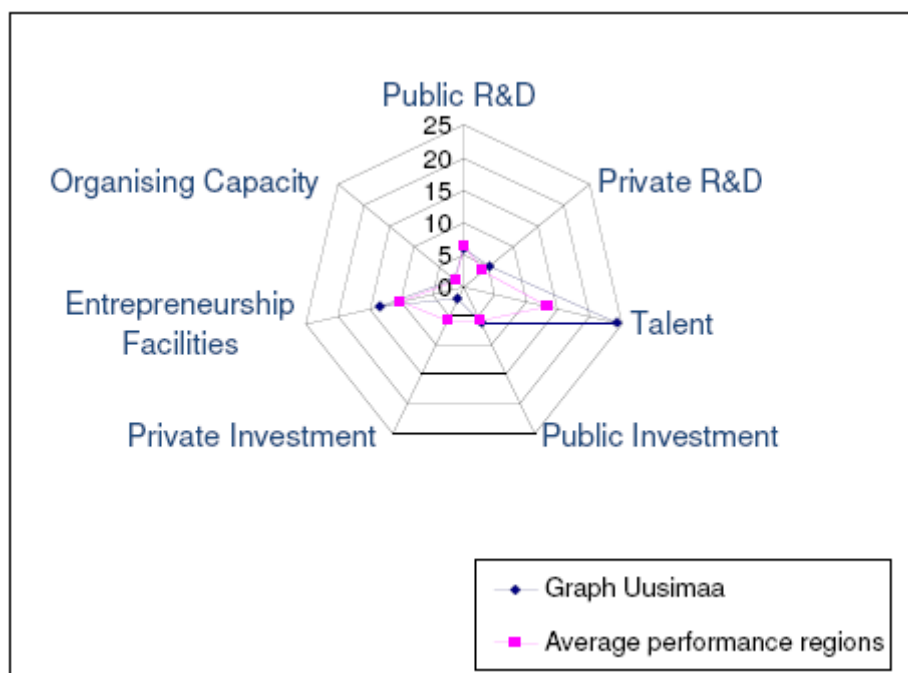 Public R&D
25
20
15
10
5
0
Organising Capacity
Private R&D
Entrepreneurship
Facilities
Talent
Private Investment
Public Investment
Graph Uusimaa
Average performance regions